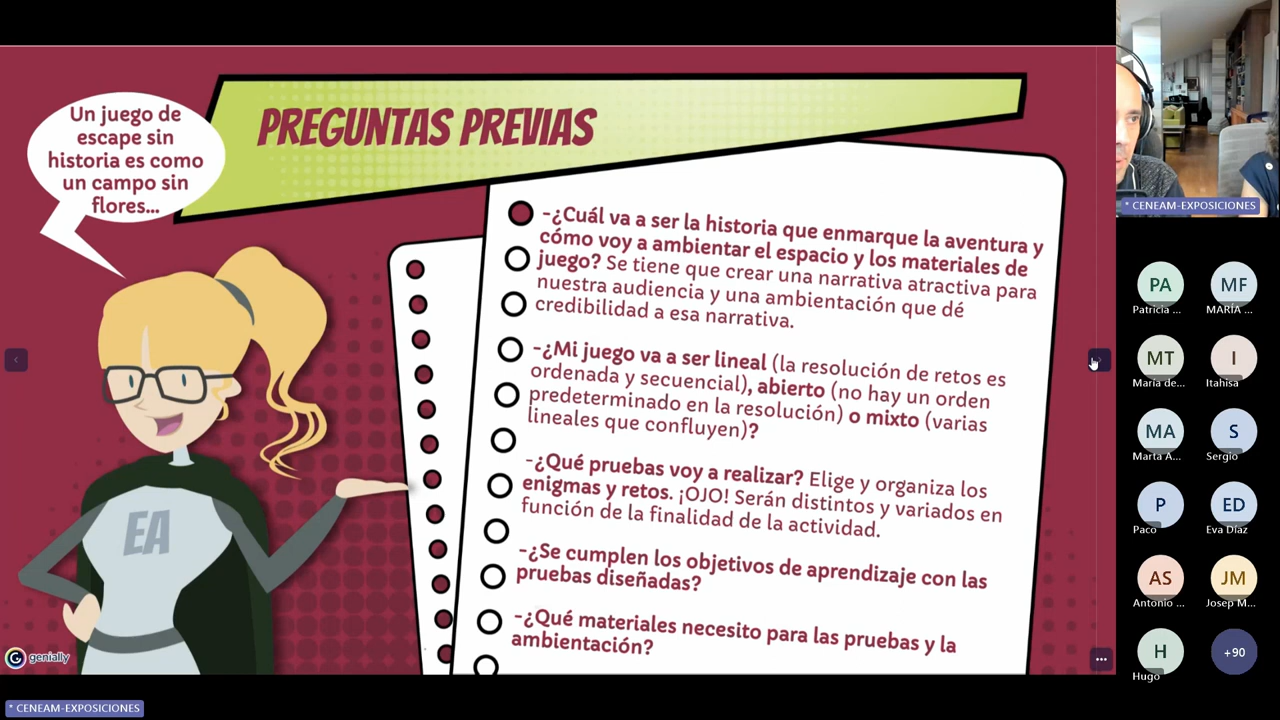 Un juego de
escape sin
historia es como
un campo sin
flores...
PREGUNTAS PREVIAS
-¿Cuál va a ser la historia que enmarque la aventura y
cómo voy a ambientar el espacio y los materiales de
juego? Se tiene que crear una narrativa atractiva para
nuestra audiencia y una ambientación que dé
credibilidad a esa narrativa.
-¿Mi juego va a ser lineal (la resolución de retos es
ordenada y secuencial), abierto (no hay un orden
predeterminado en la resolución) o mixto (varias
lineales que confluyen)?
-¿Qué pruebas voy a realizar? Elige y organiza los
enigmas y retos. ¡OJO! Serán distintos y variados en
función de la finalidad de la actividad.
-¿Se cumplen los objetivos de aprendizaje con las
pruebas diseñadas?
-¿Qué materiales necesito para las pruebas y la
ambientación?
EA
genially
* CENEAM-EXPOSICIONES
* CENEAM-EXPOSICIONES
PA
Patricia ...
MF
MARÍA ...
MT
María de...
I
Itahisa
MA
Marta A...
S
Sergio
P
Paco
ED
Eva Díaz
AS
Antonio ...
JM
Josep M...
H
Hugo
+90